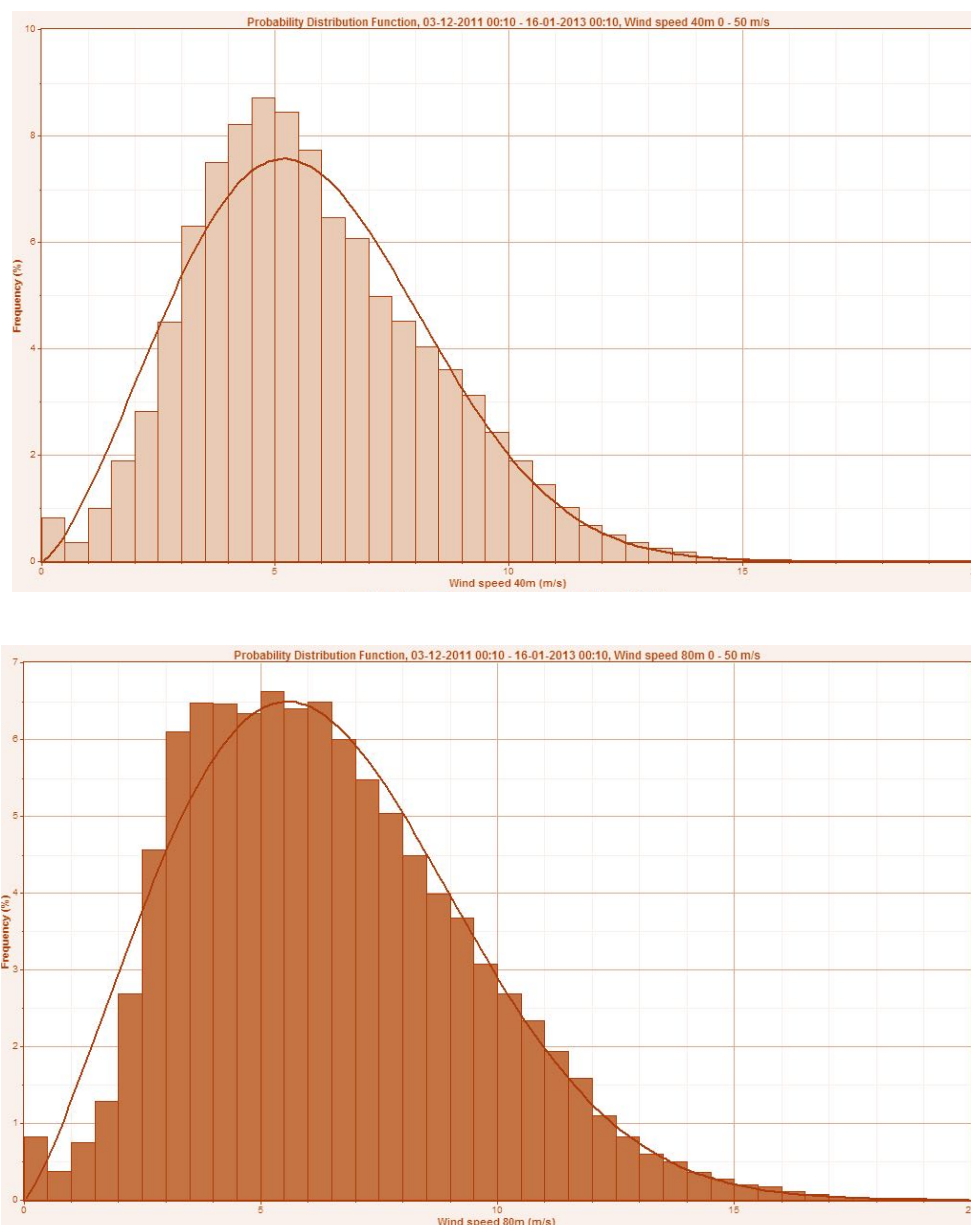 Probability Distribution Function, 03-12-2011 00:10 - 16-01-2013 00:10, Wind speed 40m 0 - 50 m/s
10
8
6
4
2
0
Frequency (%)
0 5 10 15
Wind speed 40m (m/s)
Probability Distribution Function, 03-12-2011 00:10 - 16-01-2013 00:10, Wind speed 80m 0 - 50 m/s
7
6
5
4
3
2
1
0
Frequency (%)
0 5 10 15
Wind speed 80m (m/s)